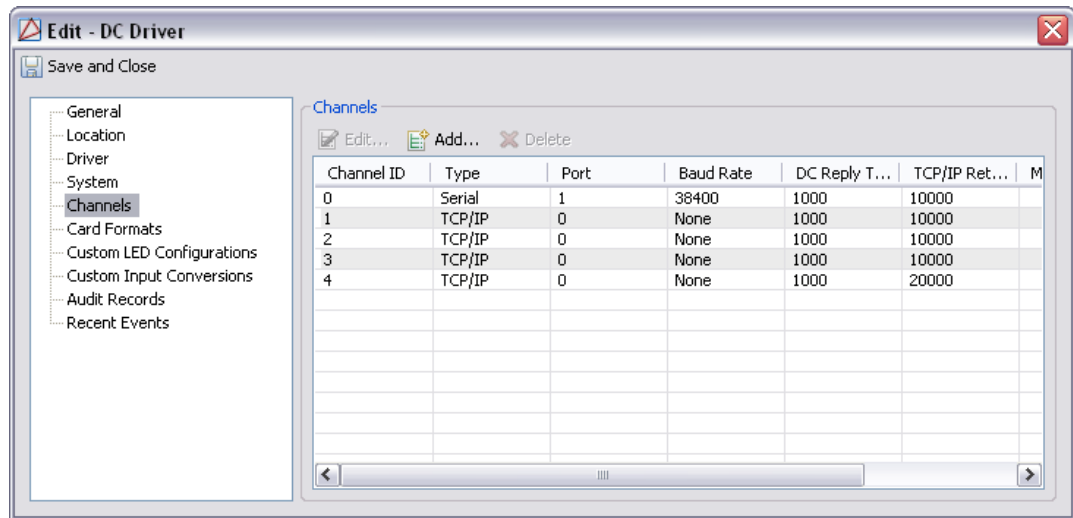 Edit - DC Driver
Save and Close
General
Location
Driver
System
Channels
Card Formats
Custom LED Configurations
Custom Input Conversions
Audit Records
Recent Events
Channels
Edit... Add... Delete
Channel ID Type Port Baud Rate DC Reply T... TCP/IP Ret... M
0 Serial 1 38400 1000 10000
1 TCP/IP 0 None 1000 10000
2 TCP/IP 0 None 1000 10000
3 TCP/IP 0 None 1000 10000
4 TCP/IP 0 None 1000 20000